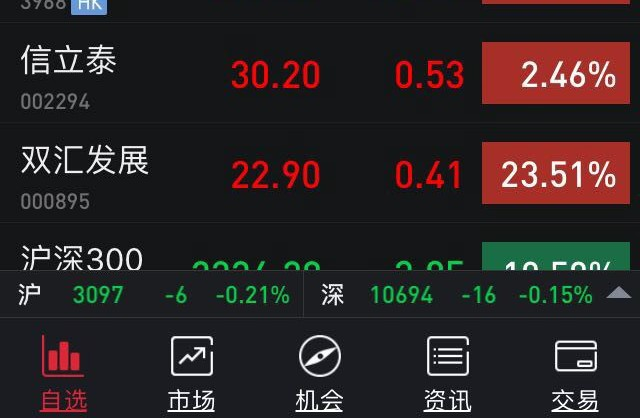 3968 HK
信立泰 30.20 0.53 2.46%
002294
双汇发展 22.90 0.41 23.51%
000895
沪深300
沪 3097 -6 -0.21% 深 10694 -16 -0.15%
自选 市场 机会 资讯 交易